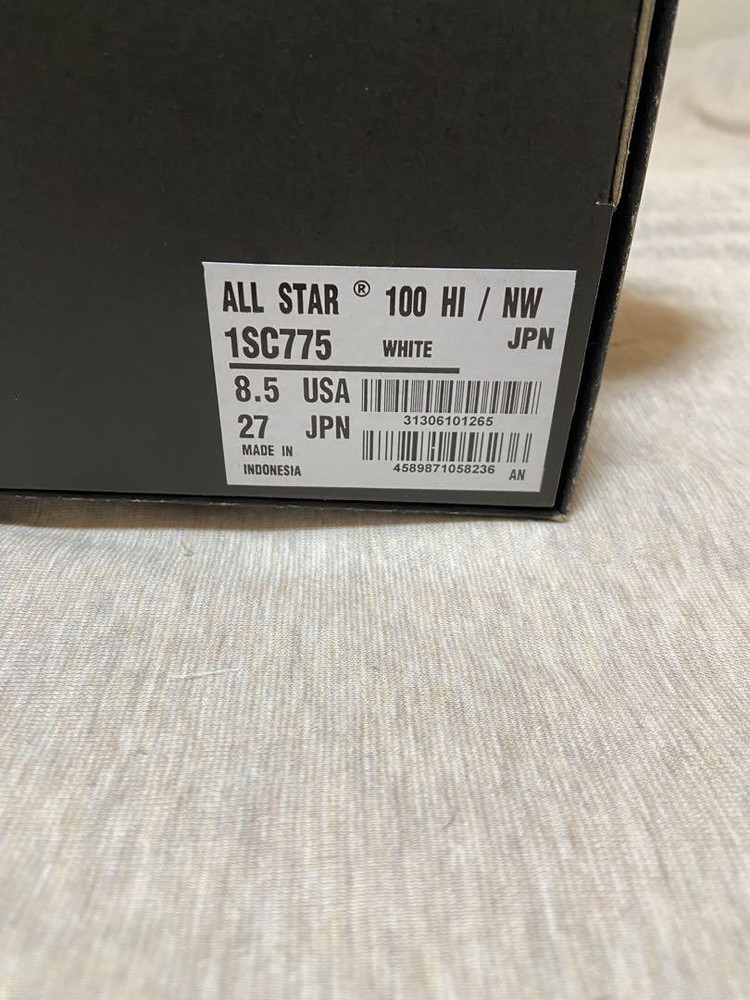 ALL STAR ® 100 HI / NW
JPN
1SC775 WHITE
8.5 USA
31306101265
27 JPN
MADE IN
INDONESIA
4589871058236 AN